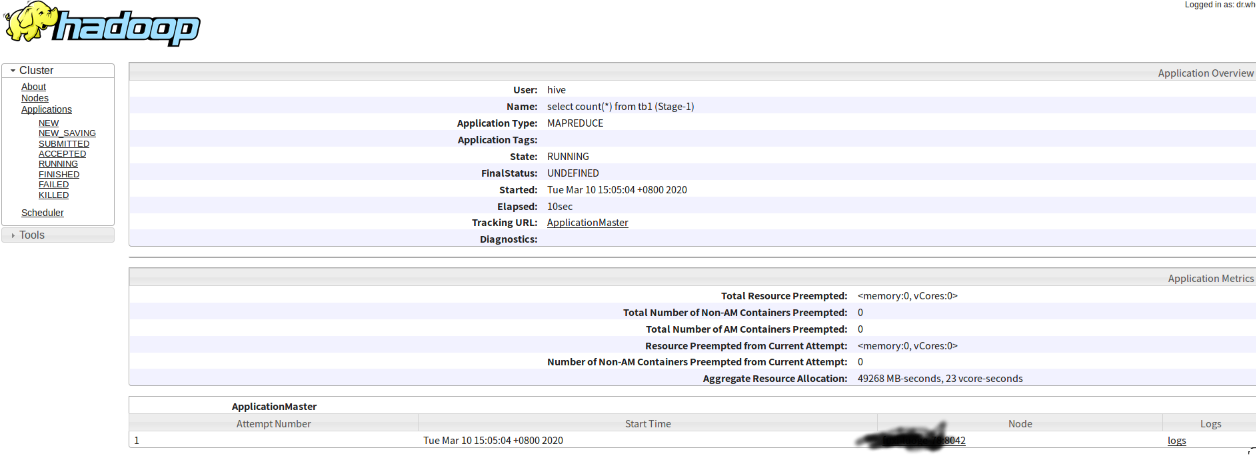 Logged in as: dr.wh
hadoop
Cluster
About
Nodes
Applications
NEW
NEW_SAVING
SUBMITTED
ACCEPTED
RUNNING
FINISHED
FAILED
KILLED
Scheduler
Tools
Application Overview
User: hive
Name: select count(*) from tb1 (Stage-1)
Application Type: MAPREDUCE
Application Tags:
State: RUNNING
FinalStatus: UNDEFINED
Started: Tue Mar 10 15:05:04 +0800 2020
Elapsed: 10sec
Tracking URL: ApplicationMaster
Diagnostics:
Application Metrics
Total Resource Preempted: <memory:0, vCores:0>
Total Number of Non-AM Containers Preempted: 0
Total Number of AM Containers Preempted: 0
Resource Preempted from Current Attempt: <memory:0, vCores:0>
Number of Non-AM Containers Preempted from Current Attempt: 0
Aggregate Resource Allocation: 49268 MB-seconds, 23 vcore-seconds
ApplicationMaster
Attempt Number Start Time Node Logs
1 Tue Mar 10 15:05:04 +0800 2020 8042 logs